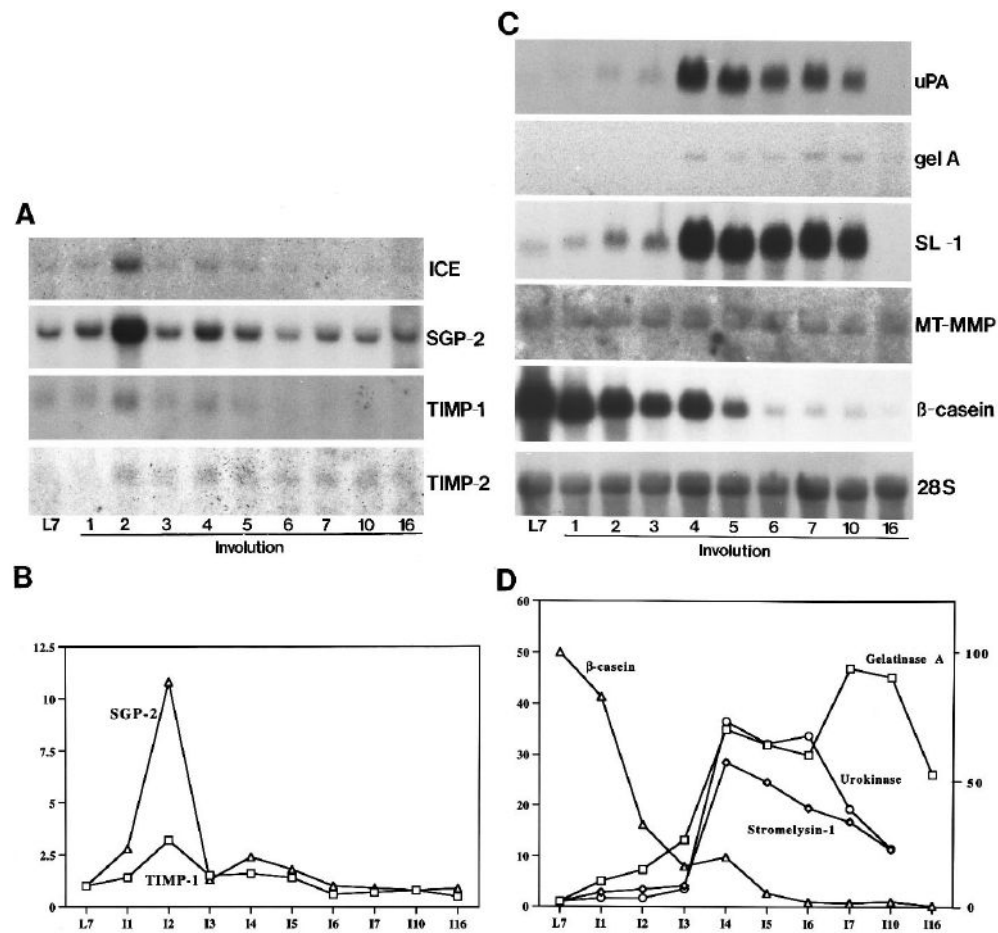 A
ICE
SGP-2
TIMP-1
TIMP-2
L7 1 2 3 4 5 6 7 10 16
Involution
B
12.5
10
7.5
5
2.5
0
SGP-2
TIMP-1
L7 I1 I2 I3 I4 I5 I6 I7 I10 I16
C
uPA
gel A
SL-1
MT-MMP
ß-casein
28S
L7 1 2 3 4 5 6 7 10 16
Involution
D
60
50
40
30
20
10
0
100
50
0
β-casein
Gelatinase A
Urokinase
Stromelysin-1
L7 I1 I2 I3 I4 I5 I6 I7 I10 I16